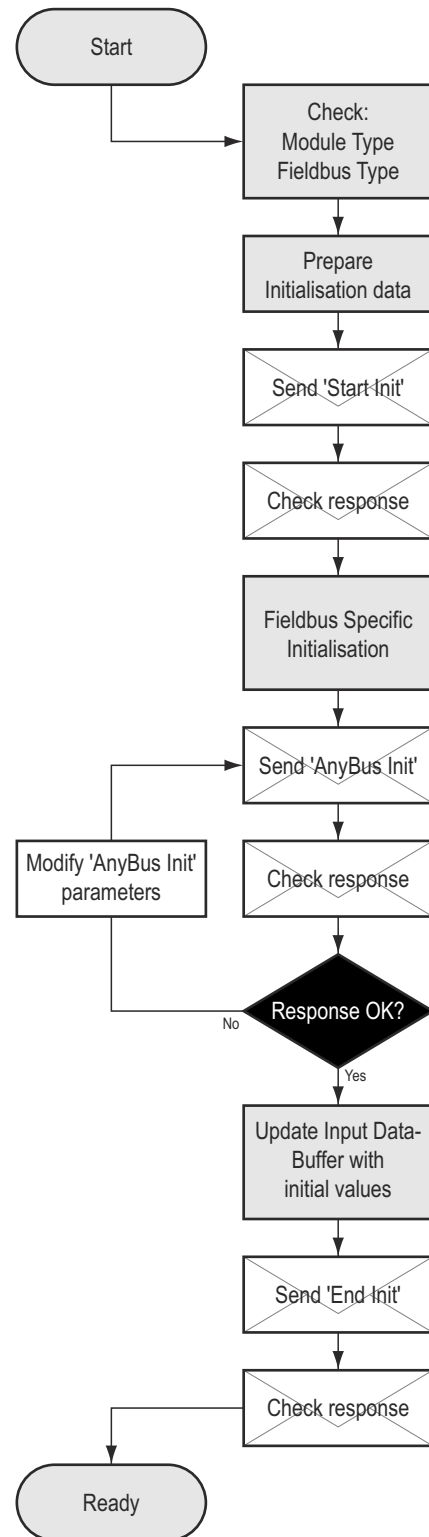 Start
Check:
Module Type
Fieldbus Type
Prepare
Initialisation data
Send 'Start Init'
Check response
Fieldbus Specific
Initialisation
Send 'AnyBus Init'
Modify 'AnyBus Init'
parameters
Check response
Response OK?
No
Yes
Update Input Data-
Buffer with
initial values
Send 'End Init'
Check response
Ready